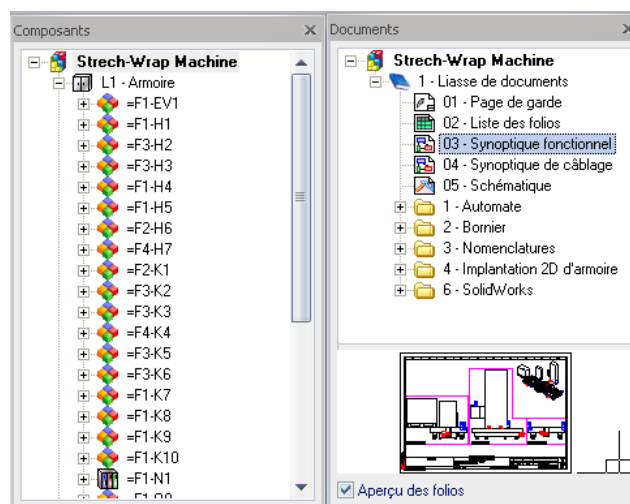 Composants
Strech-Wrap Machine
L1 - Armoire
=F1-EV1
=F1-H1
=F3-H2
=F3-H3
=F1-H4
=F1-H5
=F2-H6
=F4-H7
=F2-K1
=F3-K2
=F3-K3
=F4-K4
=F3-K5
=F3-K6
=F1-K7
=F1-K8
=F1-K9
=F1-K10
=F1-N1
Documents
Strech-Wrap Machine
1 - Liasse de documents
01 - Page de garde
02 - Liste des folios
03 - Synoptique fonctionnel
04 - Synoptique de câblage
05 - Schématique
1 - Automate
2 - Bornier
3 - Nomenclatures
4 - Implantation 2D d'armoire
6 - SolidWorks
Aperçu des folios